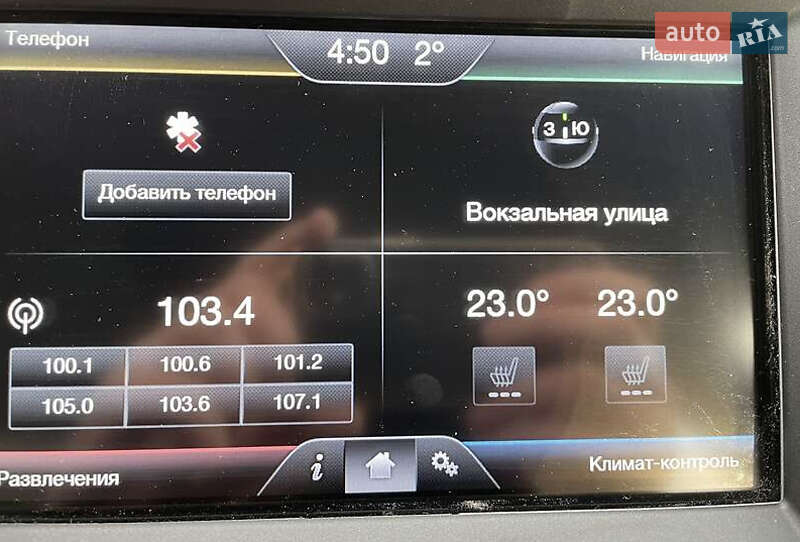 Телефон
4:50 2°
Навигация
auto RIA .com
З Ю
Добавить телефон
Вокзальная улица
103.4
23.0° 23.0°
100.1 100.6 101.2
105.0 103.6 107.1
Развлечения
i
Климат-контроль